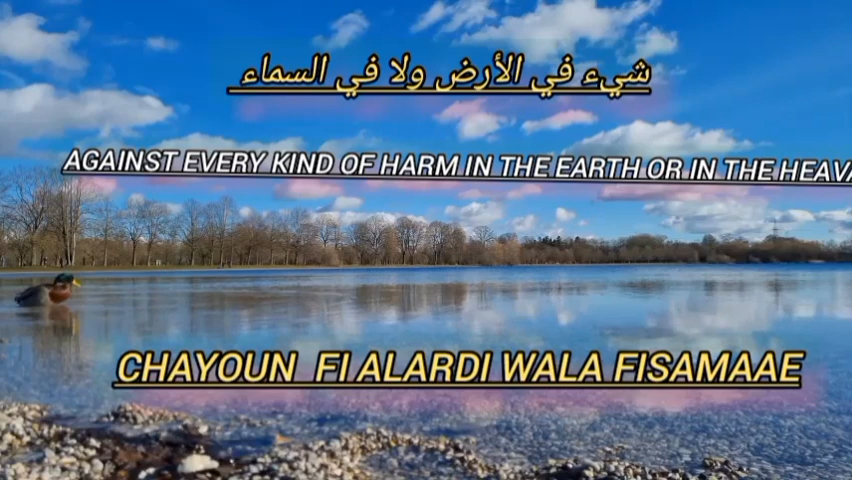 شيء في الأرض ولا في السماء
AGAINST EVERY KIND OF HARM IN THE EARTH OR IN THE
CHAYOUN FI ALARDI WALA FISAMAAE